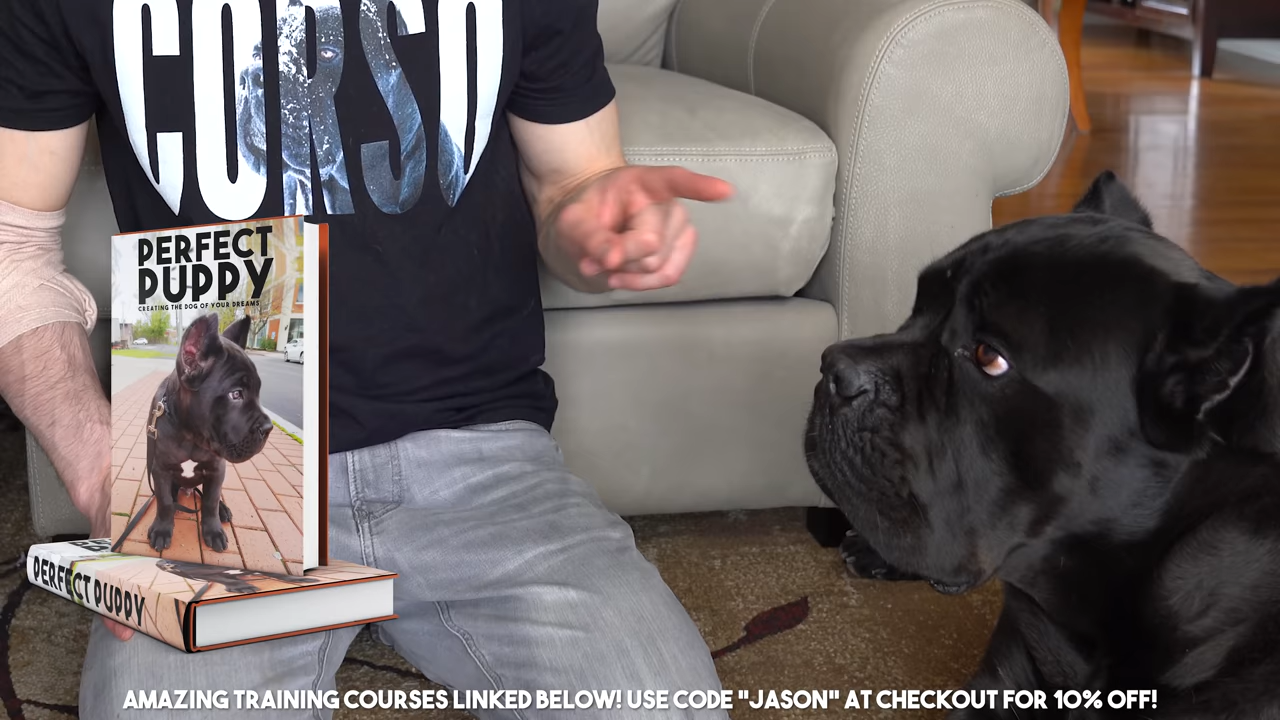 CORSO
PERFECT
PUPPY
CREATING THE DOG OF YOUR DREAMS
PERFECT PUPPY
AMAZING TRAINING COURSES LINKED BELOW! USE CODE "JASON" AT CHECKOUT FOR 10% OFF!